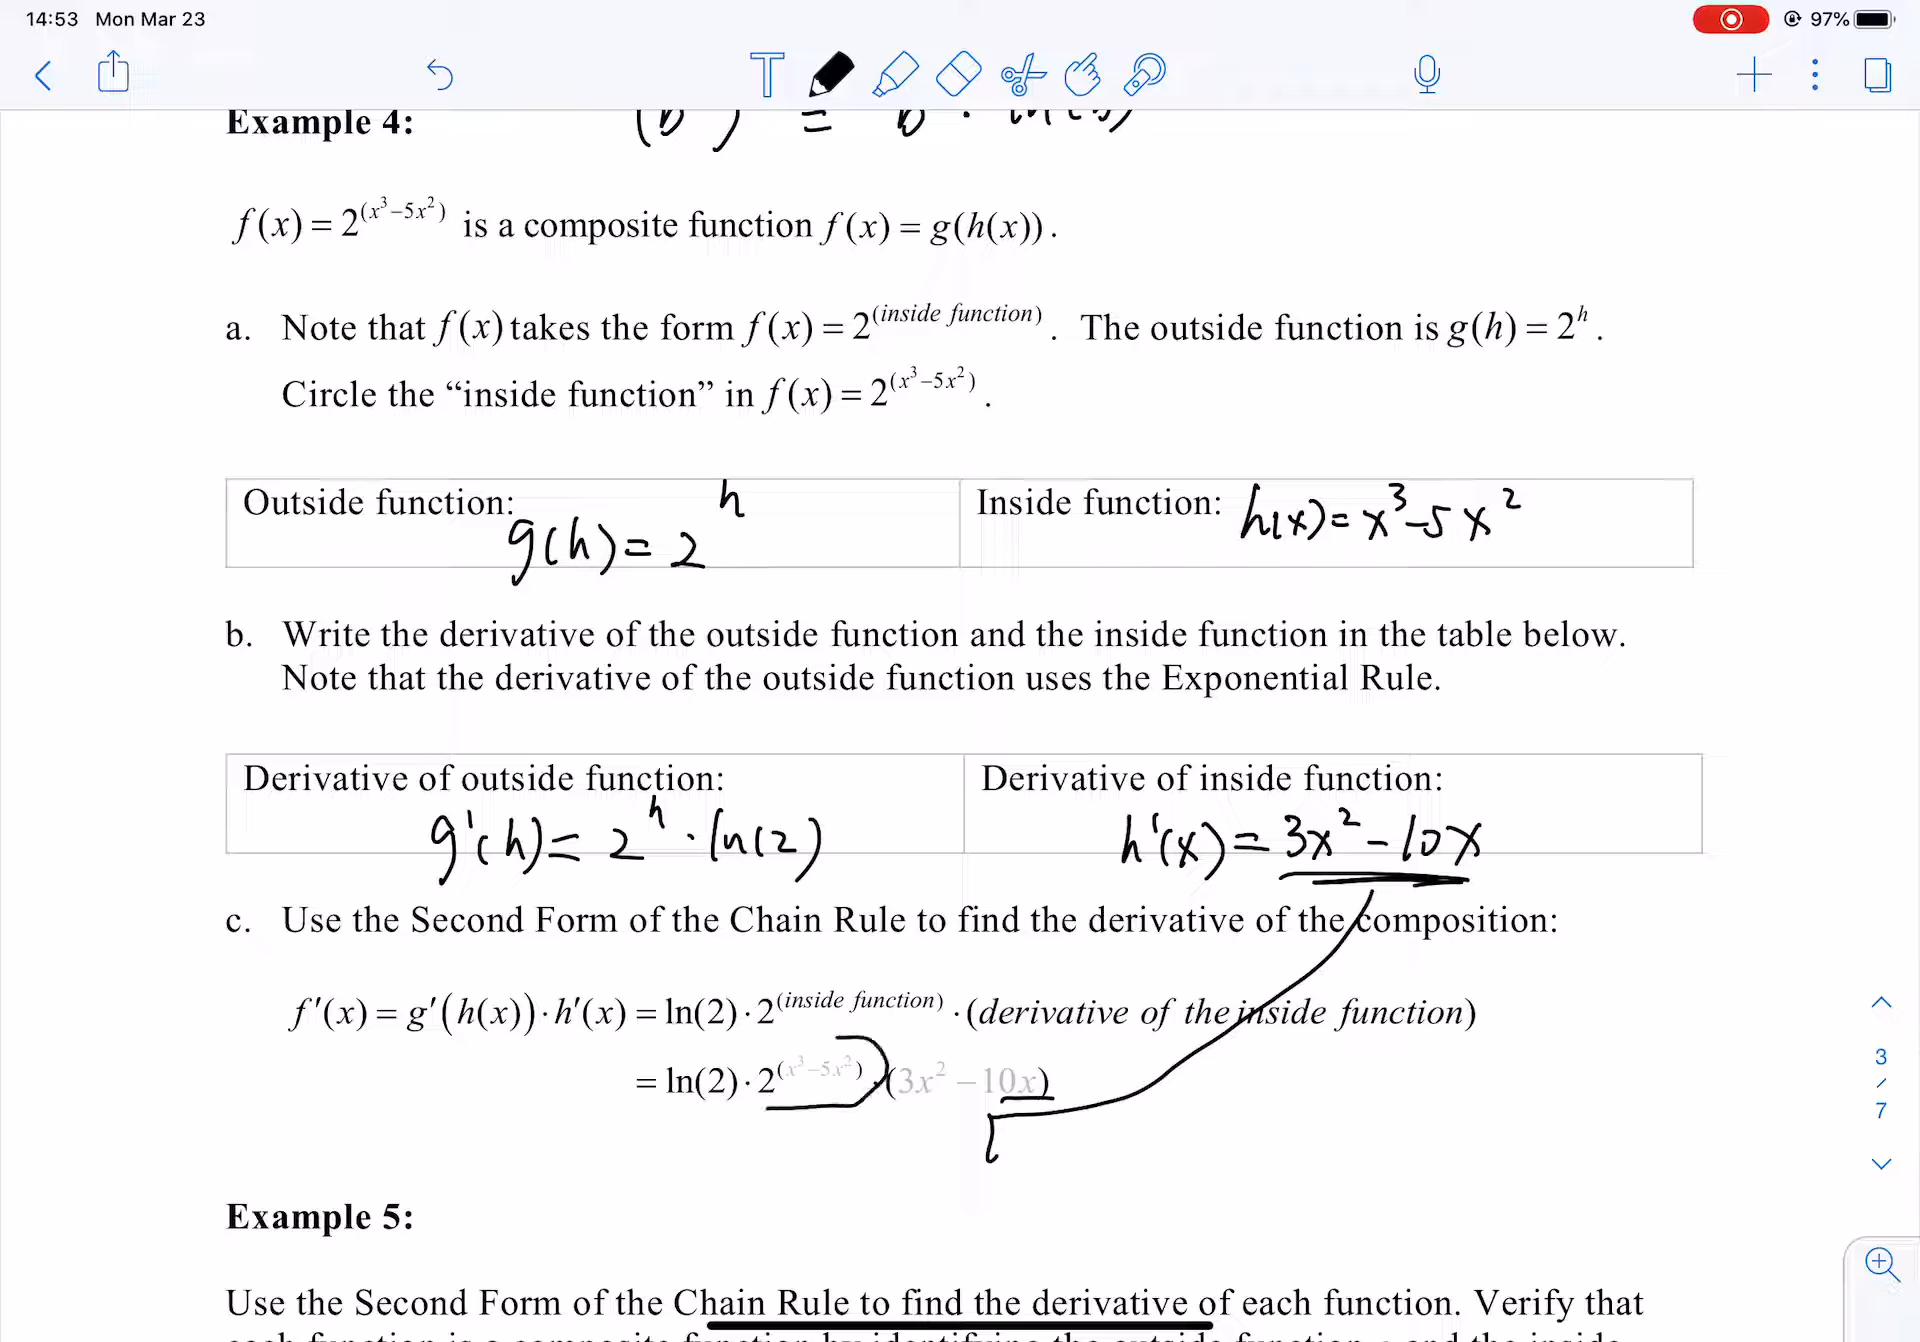 14:53 Mon Mar 23 97%
Example 4:
f(x) = 2^(x³–5x²) is a composite function f(x) = g(h(x)).
a. Note that f(x) takes the form f(x) = 2^(inside function). The outside function is g(h) = 2^h.
Circle the “inside function” in f(x) = 2^(x³–5x²).
Outside function: g(h) = 2^h
Inside function: h(x) = x³–5x²
b. Write the derivative of the outside function and the inside function in the table below.
Note that the derivative of the outside function uses the Exponential Rule.
Derivative of outside function:
g'(h) = 2^h · ln(2)
Derivative of inside function:
h'(x) = 3x² – 10x
c. Use the Second Form of the Chain Rule to find the derivative of the composition:
f′(x) = g′(h(x)) · h′(x) = ln(2) · 2^(inside function) · (derivative of the inside function)
= ln(2) · 2^(x³–5x²) · (3x² – 10x)
3
/
7
Example 5:
Use the Second Form of the Chain Rule to find the derivative of each function. Verify that